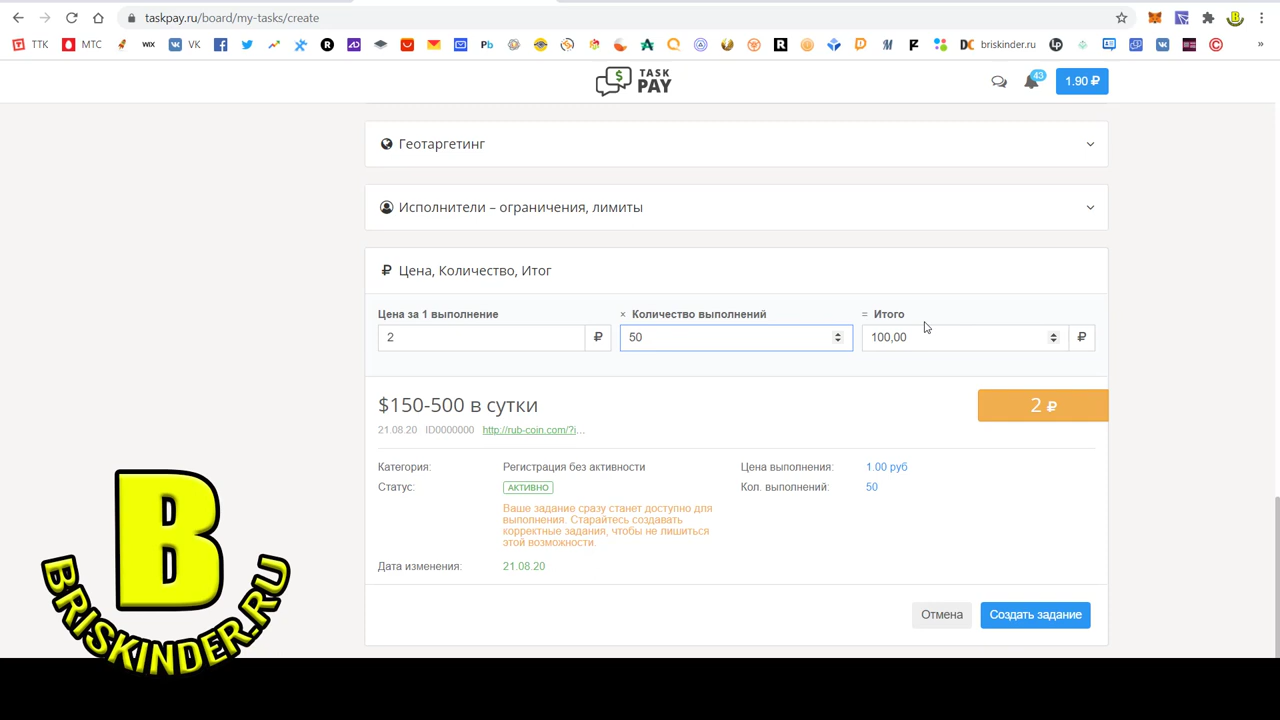 taskpay.ru/board/my-tasks/create
ТТК МТС WIX VK Pb briskinder.ru Lp »
TASK
PAY
43
1.90 ₽
Геотаргетинг
Исполнители – ограничения, лимиты
₽ Цена, Количество, Итог
Цена за 1 выполнение × Количество выполнений = Итого
2 ₽ 50 100,00 ₽
$150-500 в сутки 2 ₽
21.08.20 ID0000000 http://rub-coin.com/?i...
Категория: Регистрация без активности Цена выполнения: 1.00 руб
Статус: АКТИВНО Кол. выполнений: 50
Ваше задание сразу станет доступно для
выполнения. Старайтесь создавать
корректные задания, чтобы не лишиться
этой возможности.
Дата изменения: 21.08.20
Отмена Создать задание
B
BRISKINDER.RU